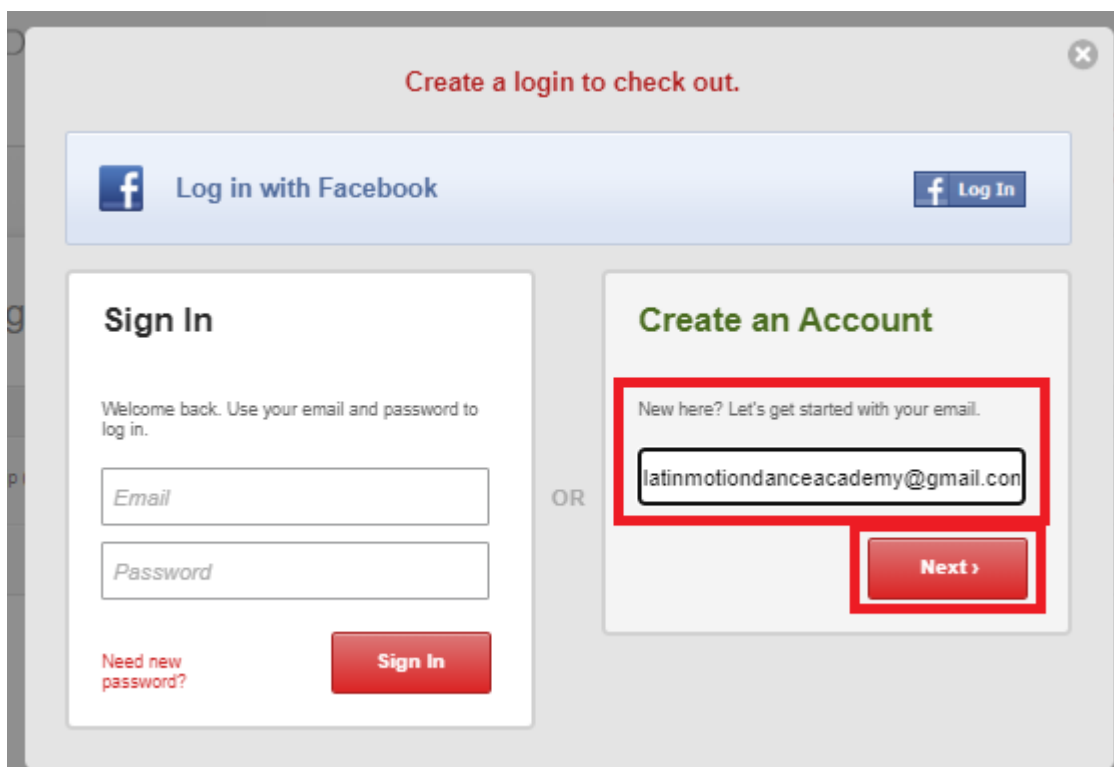 Create a login to check out.
f Log in with Facebook
f Log In
Sign In
Welcome back. Use your email and password to
log in.
Email
Password
Need new
password?
Sign In
OR
Create an Account
New here? Let's get started with your email.
latinmotiondanceacademy@gmail.com
Next ›